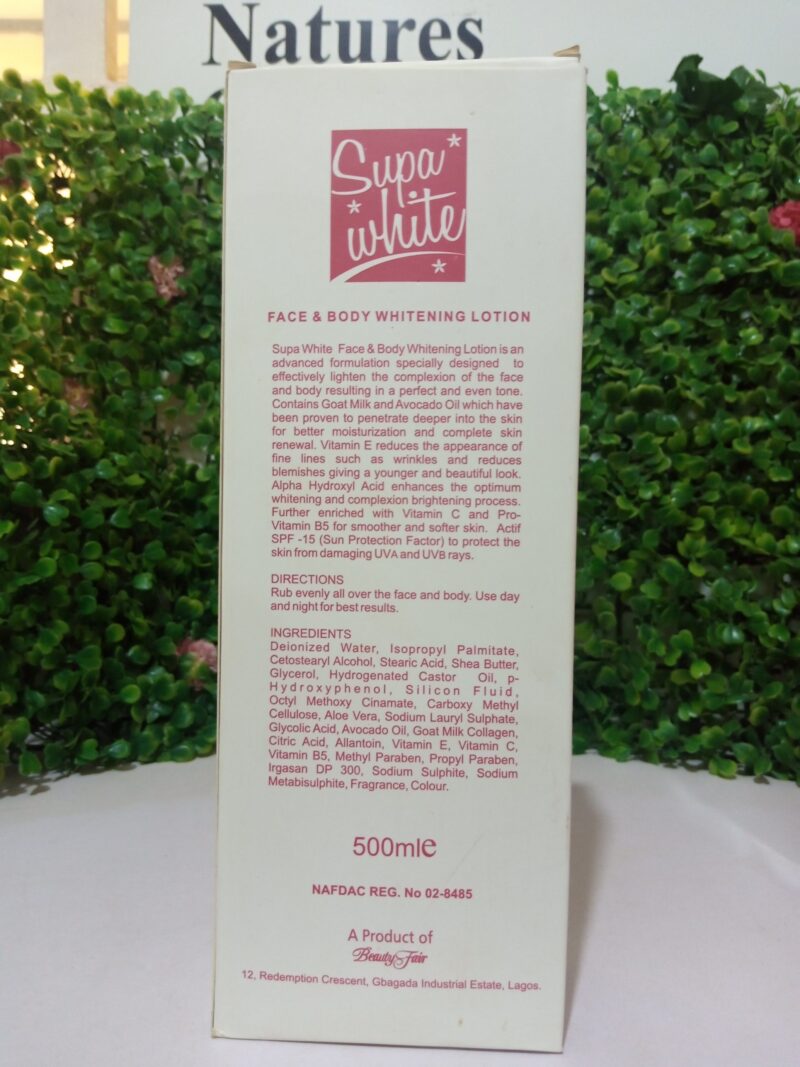 Natures
Supa
white
FACE & BODY WHITENING LOTION
Supa White Face & Body Whitening Lotion is an
advanced formulation specially designed to
effectively lighten the complexion of the face
and body resulting in a perfect and even tone.
Contains Goat Milk and Avocado Oil which have
been proven to penetrate deeper into the skin
for better moisturization and complete skin
renewal. Vitamin E reduces the appearance of
fine lines such as wrinkles and reduces
blemishes giving a younger and beautiful look.
Alpha Hydroxyl Acid enhances the optimum
whitening and complexion brightening process.
Further enriched with Vitamin C and Pro-
Vitamin B5 for smoother and softer skin. Actif
SPF -15 (Sun Protection Factor) to protect the
skin from damaging UVA and UVB rays.
DIRECTIONS
Rub evenly all over the face and body. Use day
and night for best results.
INGREDIENTS
Deionized Water, Isopropyl Palmitate,
Cetostearyl Alcohol, Stearic Acid, Shea Butter,
Glycerol, Hydrogenated Castor Oil, p-
Hydroxyphenol, Silicon Fluid,
Octyl Methoxy Cinamate, Carboxy Methyl
Cellulose, Aloe Vera, Sodium Lauryl Sulphate,
Glycolic Acid, Avocado Oil, Goat Milk Collagen,
Citric Acid, Allantoin, Vitamin E, Vitamin C,
Vitamin B5, Methyl Paraben, Propyl Paraben,
Irgasan DP 300, Sodium Sulphite, Sodium
Metabisulphite, Fragrance, Colour.
500mle
NAFDAC REG. No 02-8485
A Product of
Beauty Fair
12, Redemption Crescent, Gbagada Industrial Estate, Lagos.